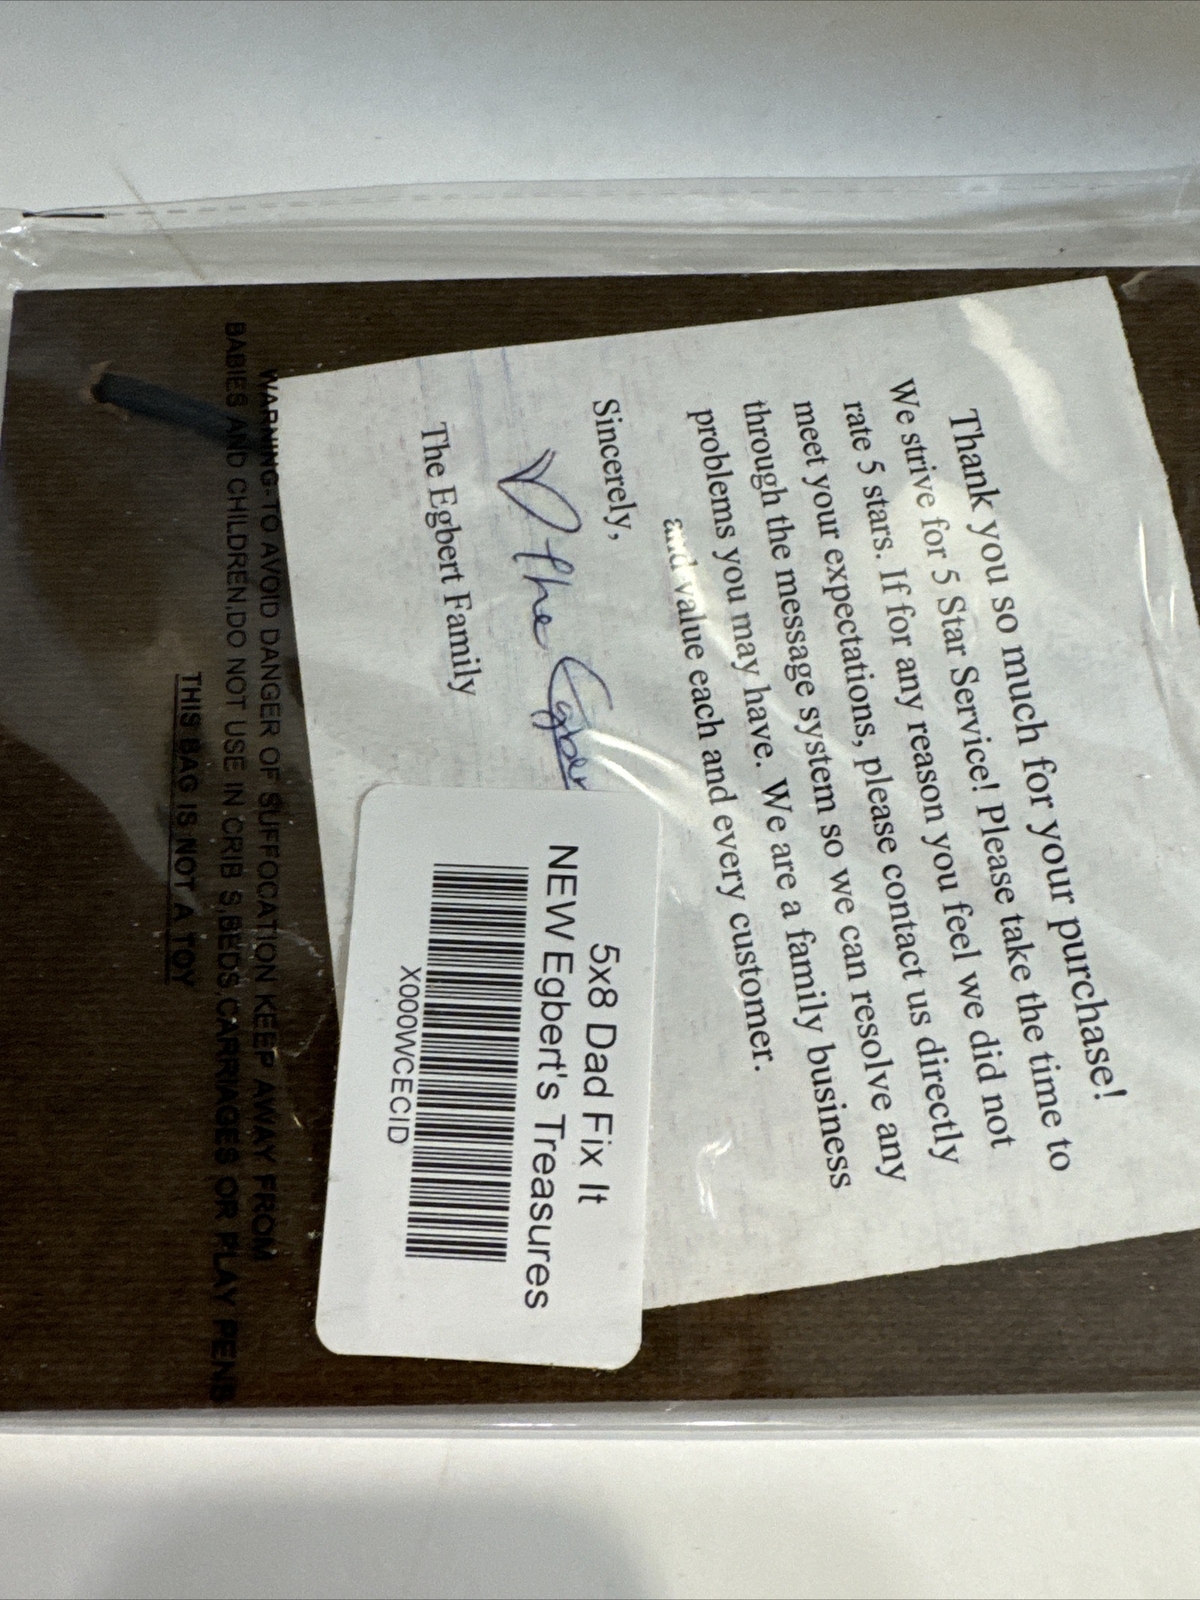 Thank you so much for your purchase!
We strive for 5 Star Service! Please take the time to
rate 5 stars. If for any reason you feel we did not
meet your expectations, please contact us directly
through the message system so we can resolve any
problems you may have. We are a family business
and value each and every customer.
Sincerely,
the
The Egbert Family
5x8 Dad Fix It
NEW Egbert's Treasures
X000WCECID
WARNING-TO AVOID DANGER OF SUFFOCATION KEEP AWAY FROM
BABIES AND CHILDREN,DO NOT USE IN CRIB S,BEDS,CARRIAGES OR PLAY PENS
THIS BAG IS NOT A TOY